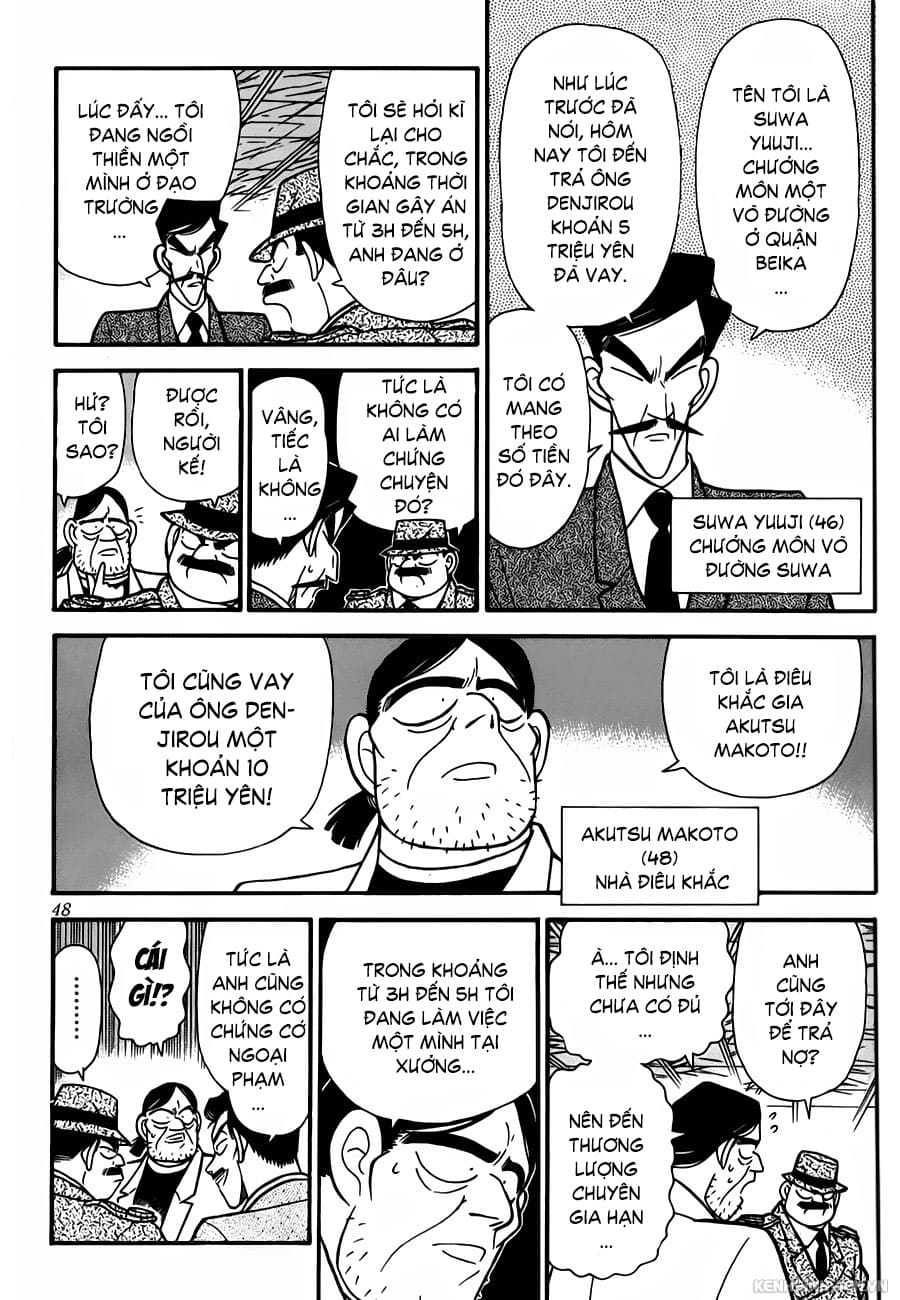 TÊN TÔI LÀ
SUWA
YUUJI...
CHƯỞNG
MÔN MỘT
VÕ ĐƯỜNG
Ở QUẬN
BEIKA
...
NHƯ LÚC
TRƯỚC ĐÃ
NÓI, HÔM
NAY TÔI ĐẾN
TRẢ ÔNG
DENJIROU
KHOẢN 5
TRIỆU YÊN
ĐÃ VAY.
TÔI CÓ
MANG
THEO
SỐ TIỀN
ĐÓ ĐÂY.
SUWA YUUJI (46)
CHƯỞNG MÔN VÕ
ĐƯỜNG SUWA
TÔI SẼ HỎI KĨ
LẠI CHO
CHẮC, TRONG
KHOẢNG THỜI
GIAN GÂY ÁN
TỪ 3H ĐẾN 5H,
ANH ĐANG Ở
ĐÂU?
LÚC ĐẤY... TÔI
ĐANG NGỒI
THIỀN MỘT
MÌNH Ở ĐẠO
TRƯỜNG
...
TỨC LÀ
KHÔNG CÓ
AI LÀM
CHỨNG
CHUYỆN
ĐÓ?
VÂNG,
TIẾC
LÀ
KHÔNG
...
ĐƯỢC
RỒI,
NGƯỜI
KẾ!
HỬ?
TÔI
SAO?
TÔI LÀ ĐIÊU
KHẮC GIA
AKUTSU
MAKOTO!!
TÔI CŨNG VAY
CỦA ÔNG DEN-
JIROU MỘT
KHOẢN 10
TRIỆU YÊN!
AKUTSU MAKOTO
(48)
NHÀ ĐIÊU KHẮC
48
ANH
CŨNG
TỚI ĐÂY
ĐỂ TRẢ
NỢ?
À... TÔI ĐỊNH
THẾ NHƯNG
CHƯA CÓ ĐỦ
...
NÊN ĐẾN
THƯƠNG
LƯỢNG
CHUYỆN
GIA HẠN
...
TRONG KHOẢNG
TỪ 3H ĐẾN 5H TÔI
ĐANG LÀM VIỆC
MỘT MÌNH TẠI
XƯỞNG...
TỨC LÀ
ANH CŨNG
KHÔNG CÓ
CHỨNG CỚ
NGOẠI
PHẠM
...
CÁI
GÌ!?
.........